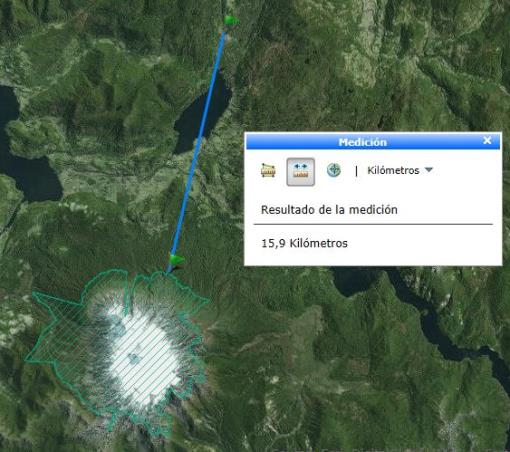 Medición
Kilómetros
Resultado de la medición
15,9 Kilómetros